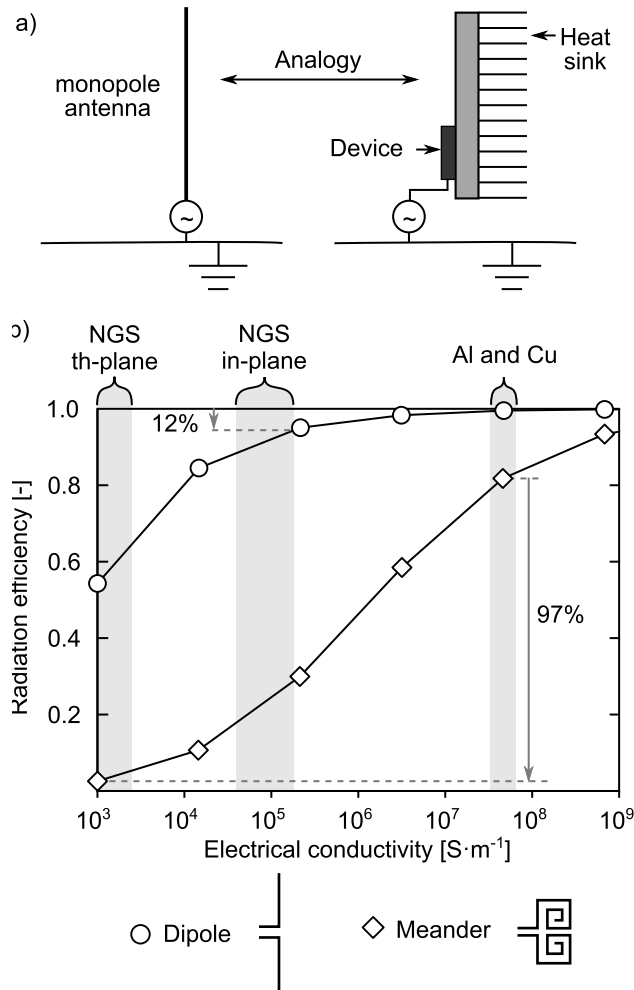 a)
monopole
antenna
Analogy
Heat
sink
Device
~
~
b)
NGS
th-plane
NGS
in-plane
Al and Cu
1.0
12%
0.8
0.6
97%
0.4
0.2
Radiation efficiency [-]
10³ 10⁴ 10⁵ 10⁶ 10⁷ 10⁸ 10⁹
Electrical conductivity [S·m⁻¹]
Dipole
Meander